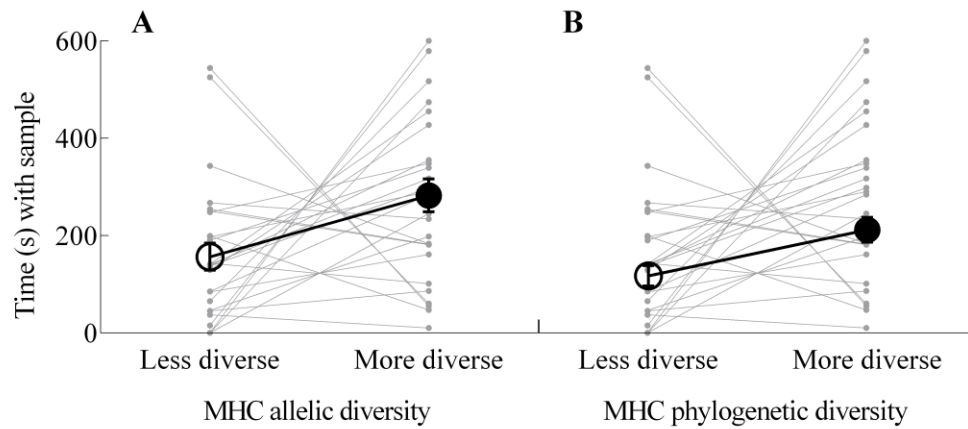 A
B
600
400
200
0
Time (s) with sample
Less diverse
More diverse
Less diverse
More diverse
MHC allelic diversity
MHC phylogenetic diversity